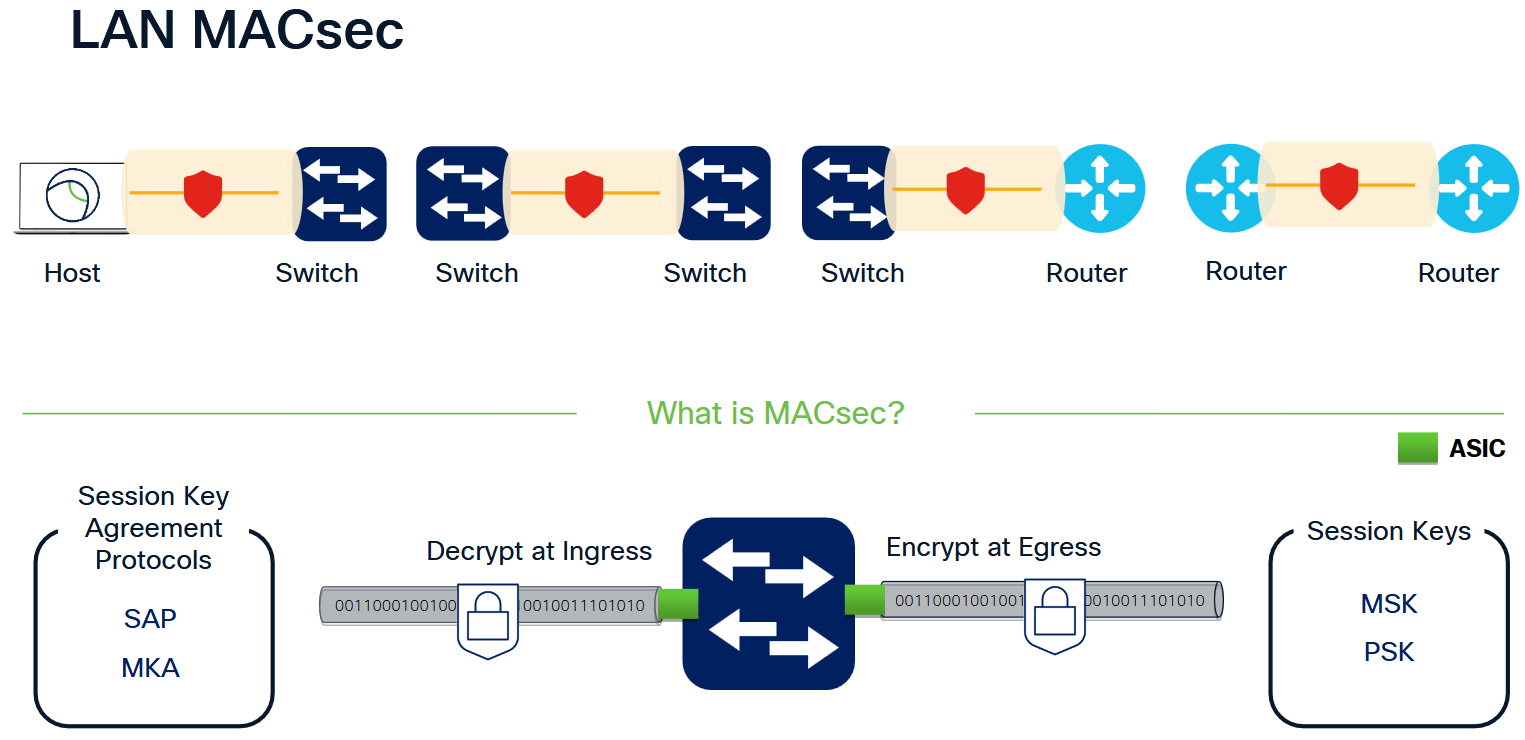 LAN MACsec
Host
Switch
Switch
Switch
Switch
Router
Router
Router
What is MACsec?
ASIC
Session Key
Agreement
Protocols
SAP
MKA
Decrypt at Ingress
0011000100100
0010011101010
Encrypt at Egress
00110001001001
0010011101010
Session Keys
MSK
PSK